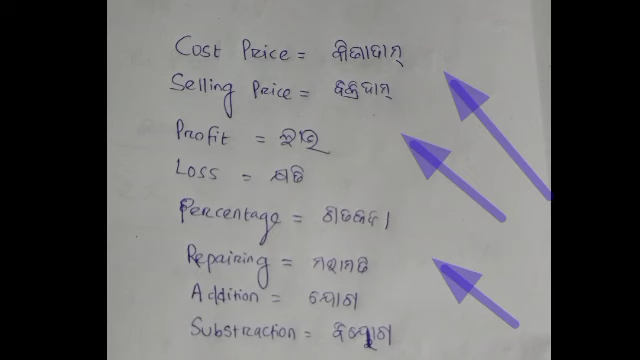 Cost Price = କିଣାଦାମ୍
Selling Price = ବିକ୍ରିଦାମ୍
Profit = ଲାଭ
Loss = କ୍ଷତି
Percentage = ଶତକଡ଼ା
Repairing = ମରାମତି
Addition = ଯୋଗ
Substraction = ବିଯୋଗ